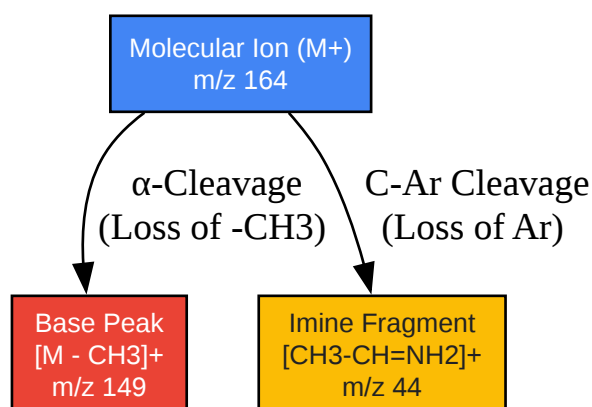 Molecular Ion (M+)
m/z 164
α-Cleavage
(Loss of -CH3)
C-Ar Cleavage
(Loss of Ar)
Base Peak
[M - CH3]+
m/z 149
Imine Fragment
[CH3-CH=NH2]+
m/z 44